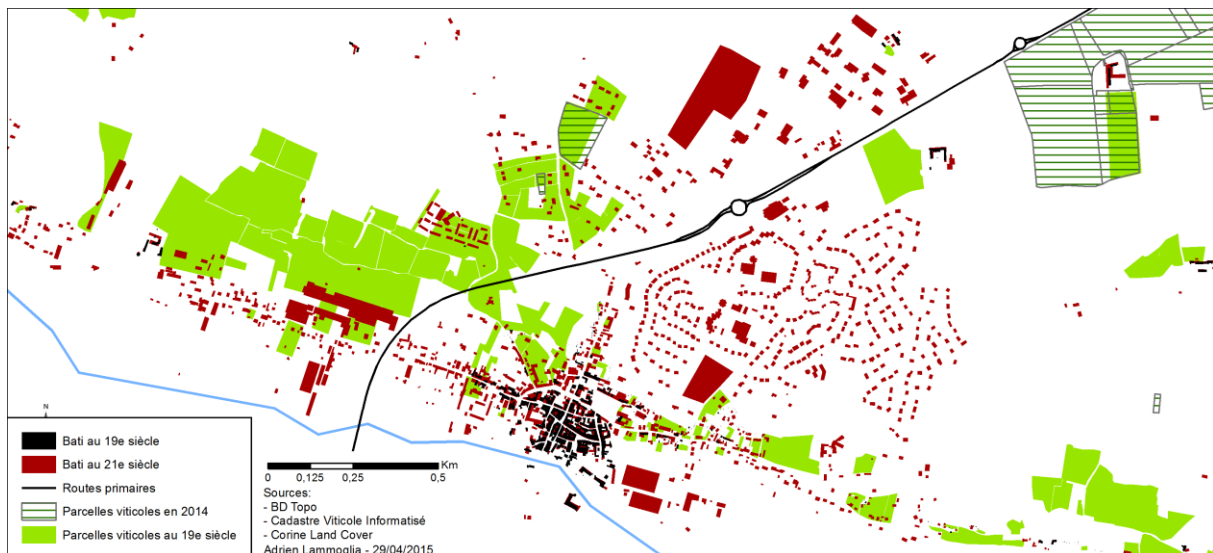 N
Bati au 19e siècle
Bati au 21e siècle
Routes primaires
Parcelles viticoles en 2014
Parcelles viticoles au 19e siècle
Km
0 0,125 0,25 0,5
Sources:
- BD Topo
- Cadastre Viticole Informatisé
- Corine Land Cover
Adrien Lammoglia - 29/04/2015